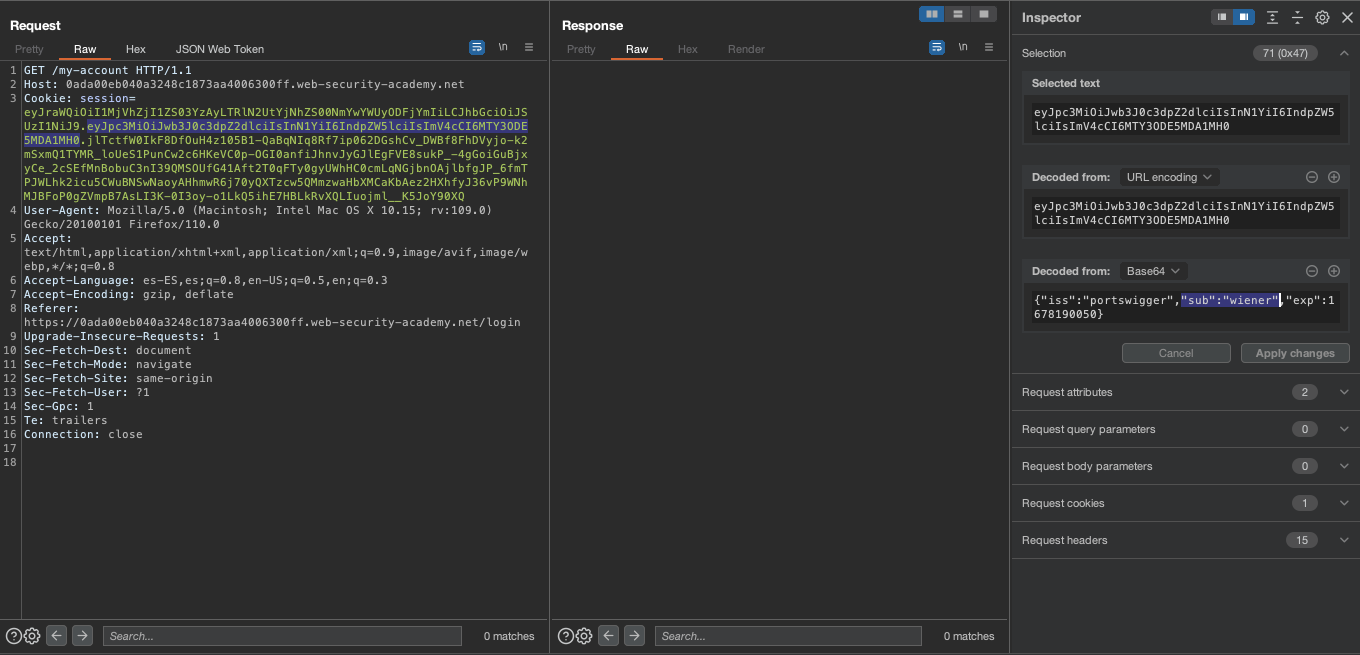 Request
Pretty Raw Hex JSON Web Token \n
1 GET /my-account HTTP/1.1
2 Host: 0ada00eb040a3248c1873aa4006300ff.web-security-academy.net
3 Cookie: session=
eyJraWQiOiI1MjVhZjI1ZS03YzAyLTRlN2UtYjNhZS00NmYwYWUyODFjYmIiLCJhbGciOiJS
UzI1NiJ9.eyJpc3MiOiJwb3J0c3dpZ2dlciIsInN1YiI6IndpZW5lciIsImV4cCI6MTY3ODE
5MDA1MH0.jlTctfW0IkF8DfOuH4z105B1-QaBqNIq8Rf7ip062DGshCv_DWBf8FhDVyjo-k2
mSxmQ1TYMR_loUeS1PunCw2c6HKeVC0p-OGI0anfiJhnvJyGJlEgFVE8sukP_-4gGoiGuBjx
yCe_2cSEfMnBobuC3nI39QMSOUfG41Aft2T0qFTy0gyUWhHC0cmLqNGjbnOAjlbfgJP_6fmT
PJWLhk2icu5CWuBNSwNaoyAHhmwR6j70yQXTzcw5QMmzwaHbXMCaKbAez2HXhfyJ36vP9WNh
MJBFoP0gZVmpB7AsLI3K-0I3oy-o1LkQ5ihE7HBLkRvXQLIuojml__K5JoY90XQ
4 User-Agent: Mozilla/5.0 (Macintosh; Intel Mac OS X 10.15; rv:109.0)
Gecko/20100101 Firefox/110.0
5 Accept:
text/html,application/xhtml+xml,application/xml;q=0.9,image/avif,image/w
ebp,*/*;q=0.8
6 Accept-Language: es-ES,es;q=0.8,en-US;q=0.5,en;q=0.3
7 Accept-Encoding: gzip, deflate
8 Referer:
https://0ada00eb040a3248c1873aa4006300ff.web-security-academy.net/login
9 Upgrade-Insecure-Requests: 1
10 Sec-Fetch-Dest: document
11 Sec-Fetch-Mode: navigate
12 Sec-Fetch-Site: same-origin
13 Sec-Fetch-User: ?1
14 Sec-Gpc: 1
15 Te: trailers
16 Connection: close
17
18
Search... 0 matches
Response
Pretty Raw Hex Render \n
Search... 0 matches
Inspector
Selection 71 (0x47)
Selected text
eyJpc3MiOiJwb3J0c3dpZ2dlciIsInN1YiI6IndpZW5
lciIsImV4cCI6MTY3ODE5MDA1MH0
Decoded from: URL encoding
eyJpc3MiOiJwb3J0c3dpZ2dlciIsInN1YiI6IndpZW5
lciIsImV4cCI6MTY3ODE5MDA1MH0
Decoded from: Base64
{"iss":"portswigger","sub":"wiener","exp":1
678190050}
Cancel Apply changes
Request attributes 2
Request query parameters 0
Request body parameters 0
Request cookies 1
Request headers 15